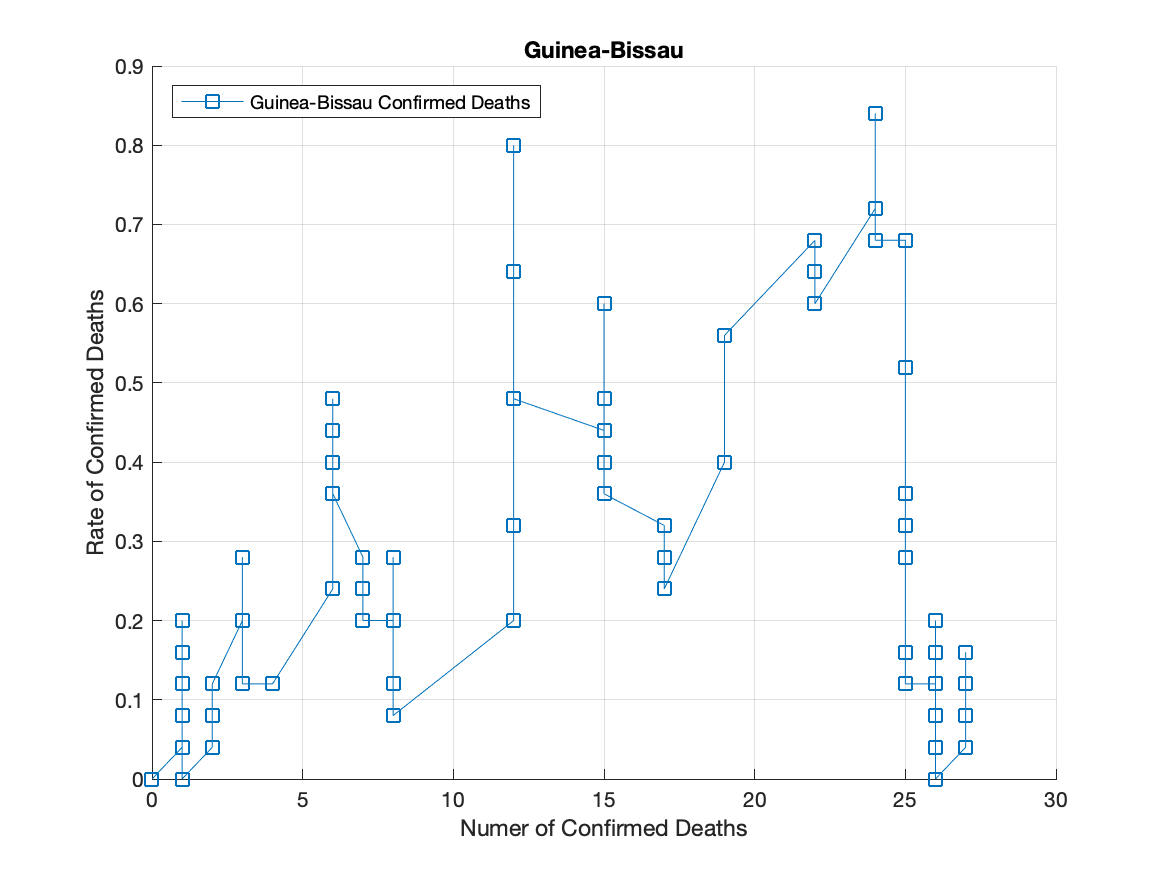 Guinea-Bissau
Guinea-Bissau Confirmed Deaths
Rate of Confirmed Deaths
0.9
0.8
0.7
0.6
0.5
0.4
0.3
0.2
0.1
0
0 5 10 15 20 25 30
Numer of Confirmed Deaths